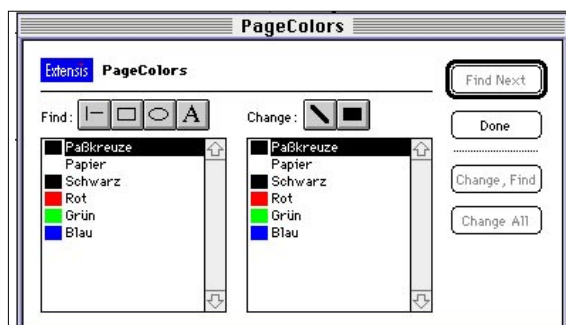 PageColors
Extensis PageColors
Find: A
Change:
Paßkreuze
Papier
Schwarz
Rot
Grün
Blau
Paßkreuze
Papier
Schwarz
Rot
Grün
Blau
Find Next
Done
Change, Find
Change All